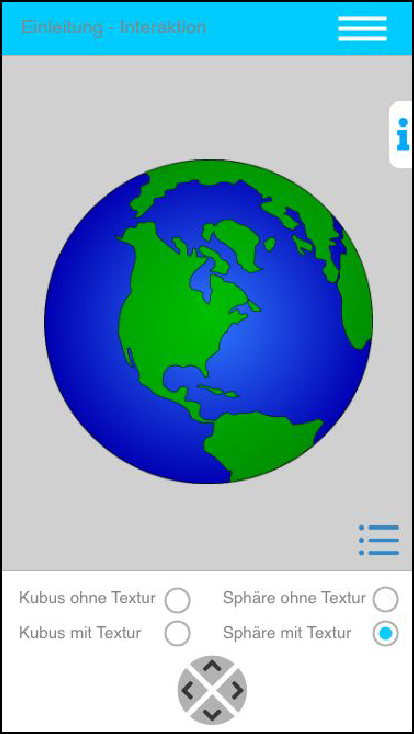 Einleitung - Interaktion
i
Kubus ohne Textur Sphäre ohne Textur
Kubus mit Textur Sphäre mit Textur